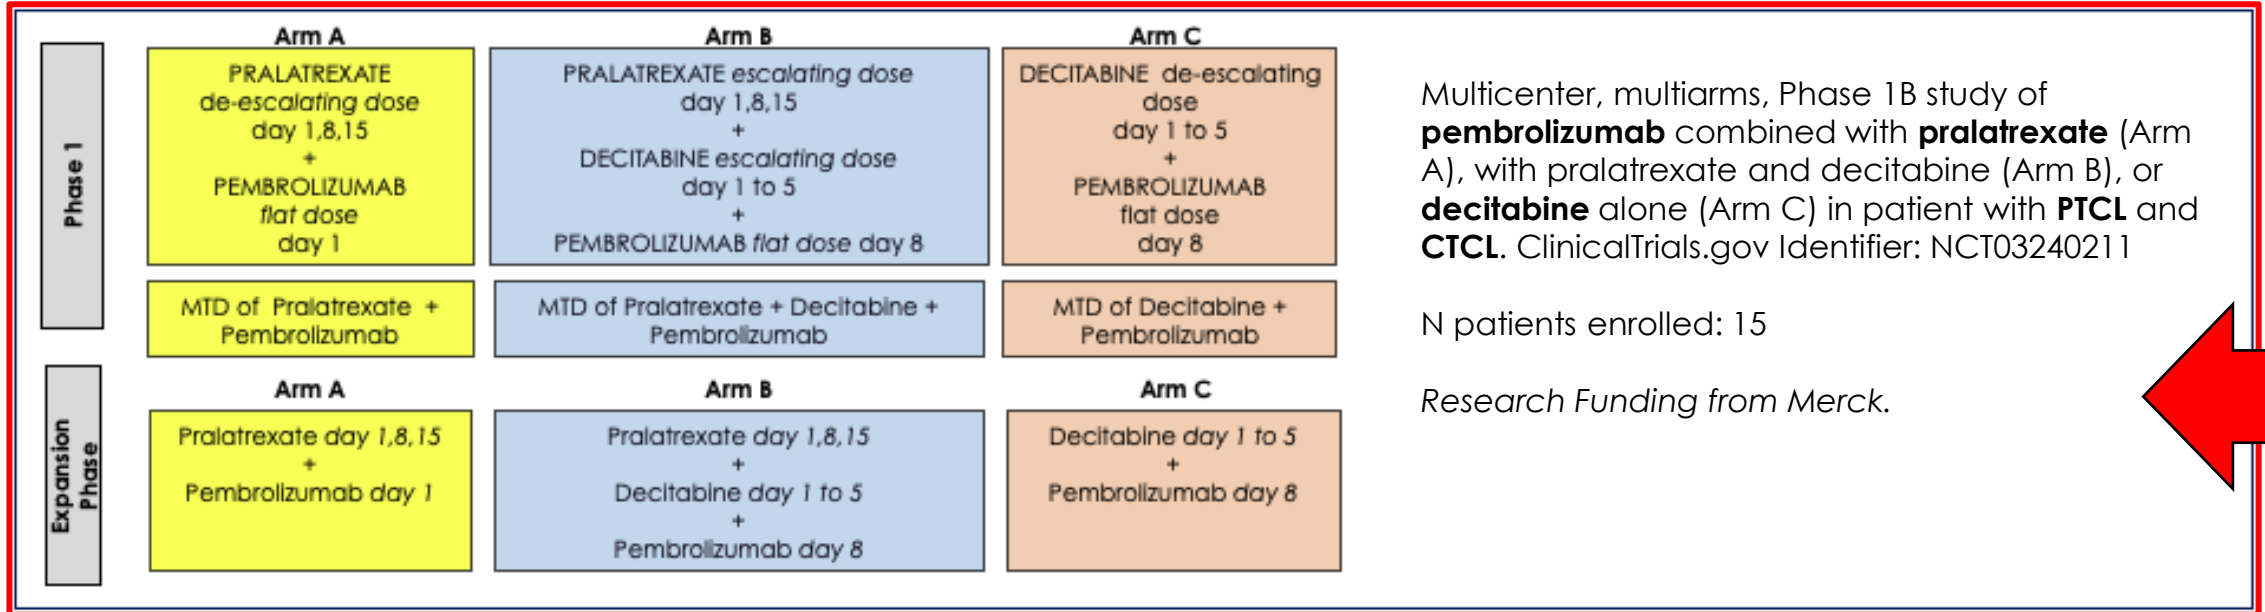 Phase 1
Arm A
PRALATREXATE
de-escalating dose
day 1,8,15
+
PEMBROLIZUMAB
flat dose
day 1
Arm B
PRALATREXATE escalating dose
day 1,8,15
+
DECITABINE escalating dose
day 1 to 5
+
PEMBROLIZUMAB flat dose day 8
Arm C
DECITABINE de-escalating
dose
day 1 to 5
+
PEMBROLIZUMAB
flat dose
day 8
MTD of Pralatrexate +
Pembrolizumab
MTD of Pralatrexate + Decitabine +
Pembrolizumab
MTD of Decitabine +
Pembrolizumab
Expansion
Phase
Arm A
Pralatrexate day 1,8,15
+
Pembrolizumab day 1
Arm B
Pralatrexate day 1,8,15
+
Decitabine day 1 to 5
+
Pembrolizumab day 8
Arm C
Decitabine day 1 to 5
+
Pembrolizumab day 8
Multicenter, multiarms, Phase 1B study of
pembrolizumab combined with pralatrexate (Arm
A), with pralatrexate and decitabine (Arm B), or
decitabine alone (Arm C) in patient with PTCL and
CTCL. ClinicalTrials.gov Identifier: NCT03240211
N patients enrolled: 15
Research Funding from Merck.